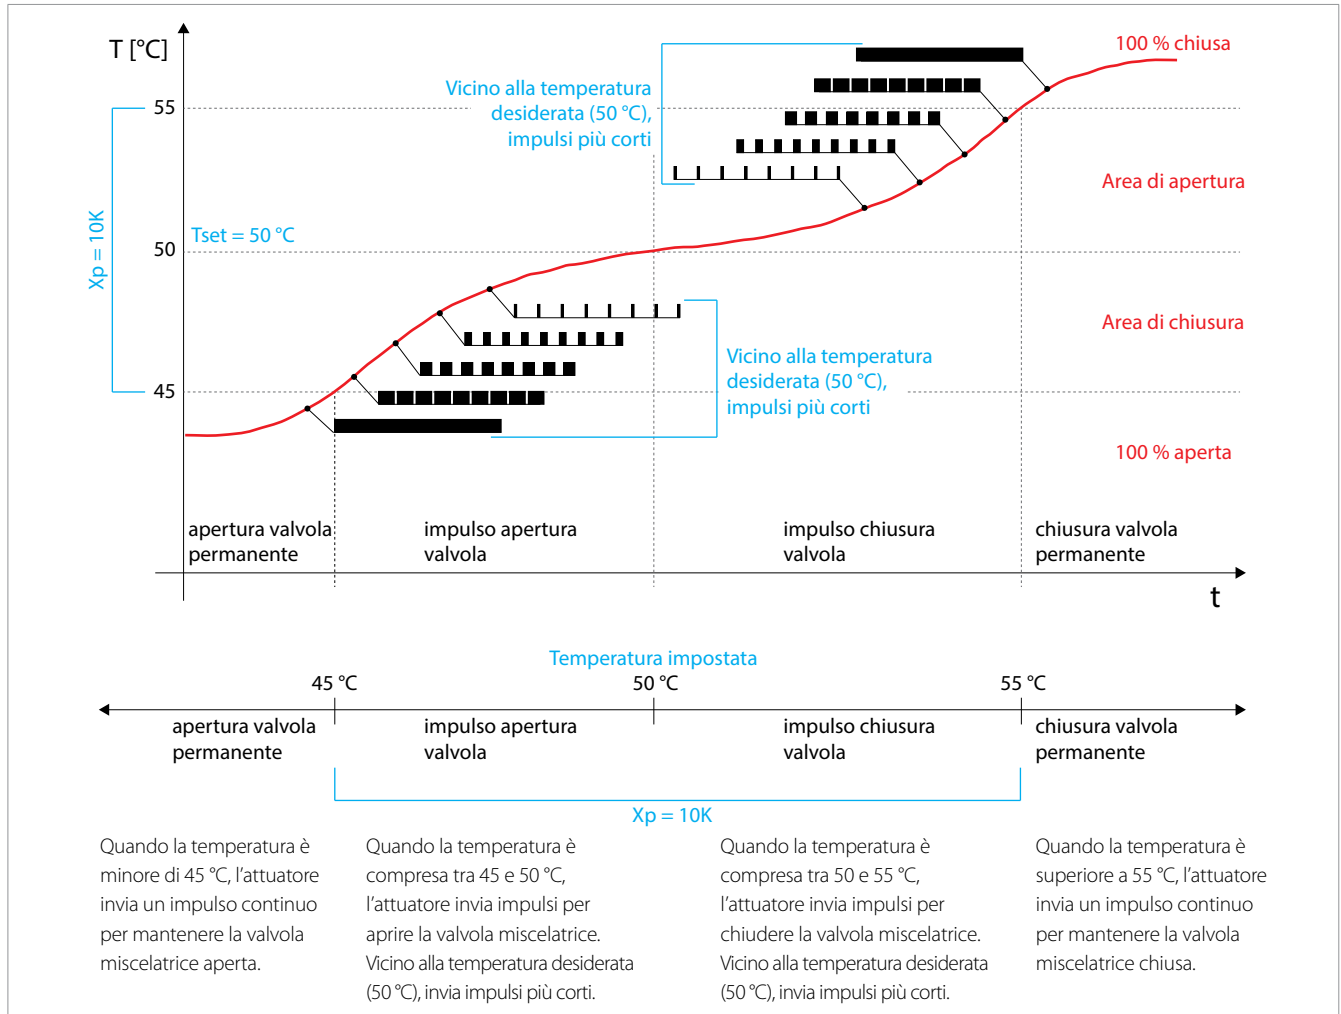 T [°C]
100 % chiusa
Vicino alla temperatura
desiderata (50 °C),
impulsi più corti
55
Area di apertura
Xp = 10K
Tset = 50 °C
50
Area di chiusura
Vicino alla temperatura
desiderata (50 °C),
impulsi più corti
45
100 % aperta
apertura valvola
permanente
impulso apertura
valvola
impulso chiusura
valvola
chiusura valvola
permanente
t
Temperatura impostata
45 °C
50 °C
55 °C
apertura valvola
permanente
impulso apertura
valvola
impulso chiusura
valvola
chiusura valvola
permanente
Xp = 10K
Quando la temperatura è
minore di 45 °C, l’attuatore
invia un impulso continuo
per mantenere la valvola
miscelatrice aperta.
Quando la temperatura è
compresa tra 45 e 50 °C,
l’attuatore invia impulsi per
aprire la valvola miscelatrice.
Vicino alla temperatura desiderata
(50 °C), invia impulsi più corti.
Quando la temperatura è
compresa tra 50 e 55 °C,
l’attuatore invia impulsi per
chiudere la valvola miscelatrice.
Vicino alla temperatura desiderata
(50 °C), invia impulsi più corti.
Quando la temperatura è
superiore a 55 °C, l’attuatore
invia un impulso continuo
per mantenere la valvola
miscelatrice chiusa.